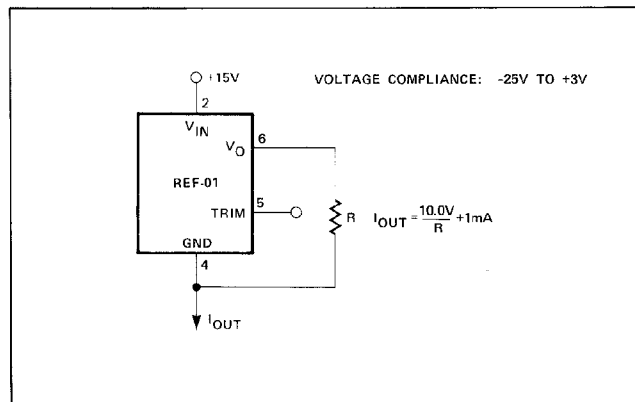 +15V
VOLTAGE COMPLIANCE: -25V TO +3V
2
VIN
6
VO
REF-01
5
TRIM
R
IOUT = 10.0V/R +1mA
GND
4
IOUT